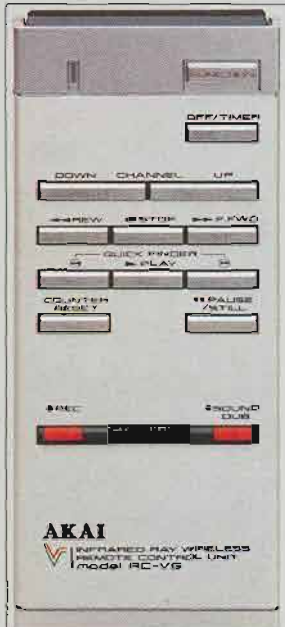 OFF/TIMER
DOWN CHANNEL UP
◀◀REW ■STOP ▶▶F.FWD
QUICK FINDER
▶PLAY
COUNTER RESET
❚❚PAUSE /STILL
●REC
●SOUND DUB
AKAI
INFRARED RAY WIRELESS
REMOTE CONTROL UNIT
model RC-V5